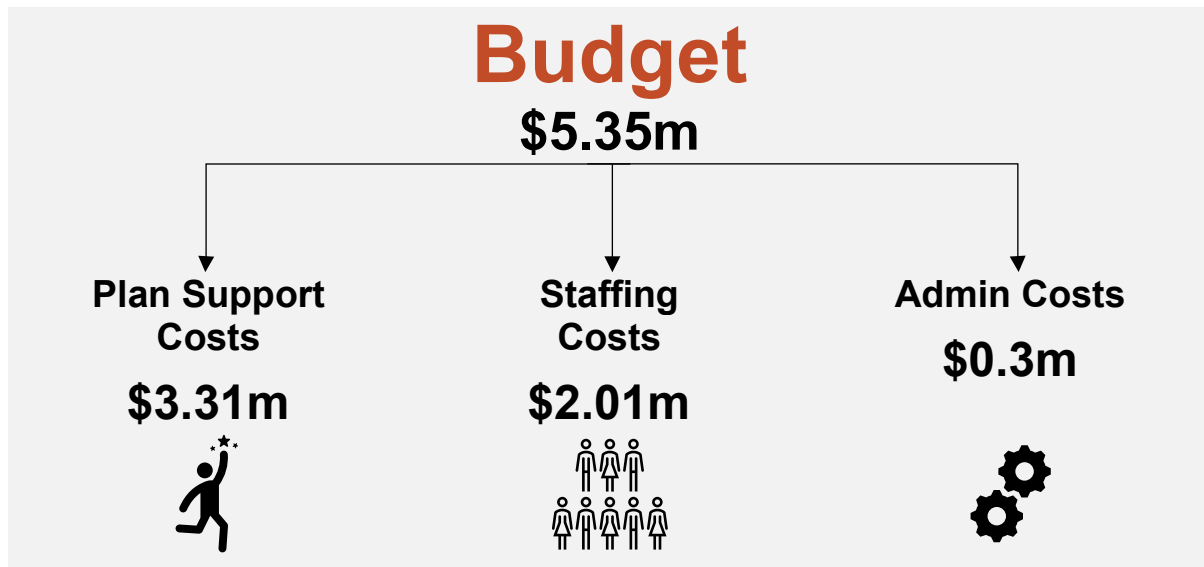 Budget
$5.35m
Plan Support
Costs
$3.31m
Staffing
Costs
$2.01m
Admin Costs
$0.3m